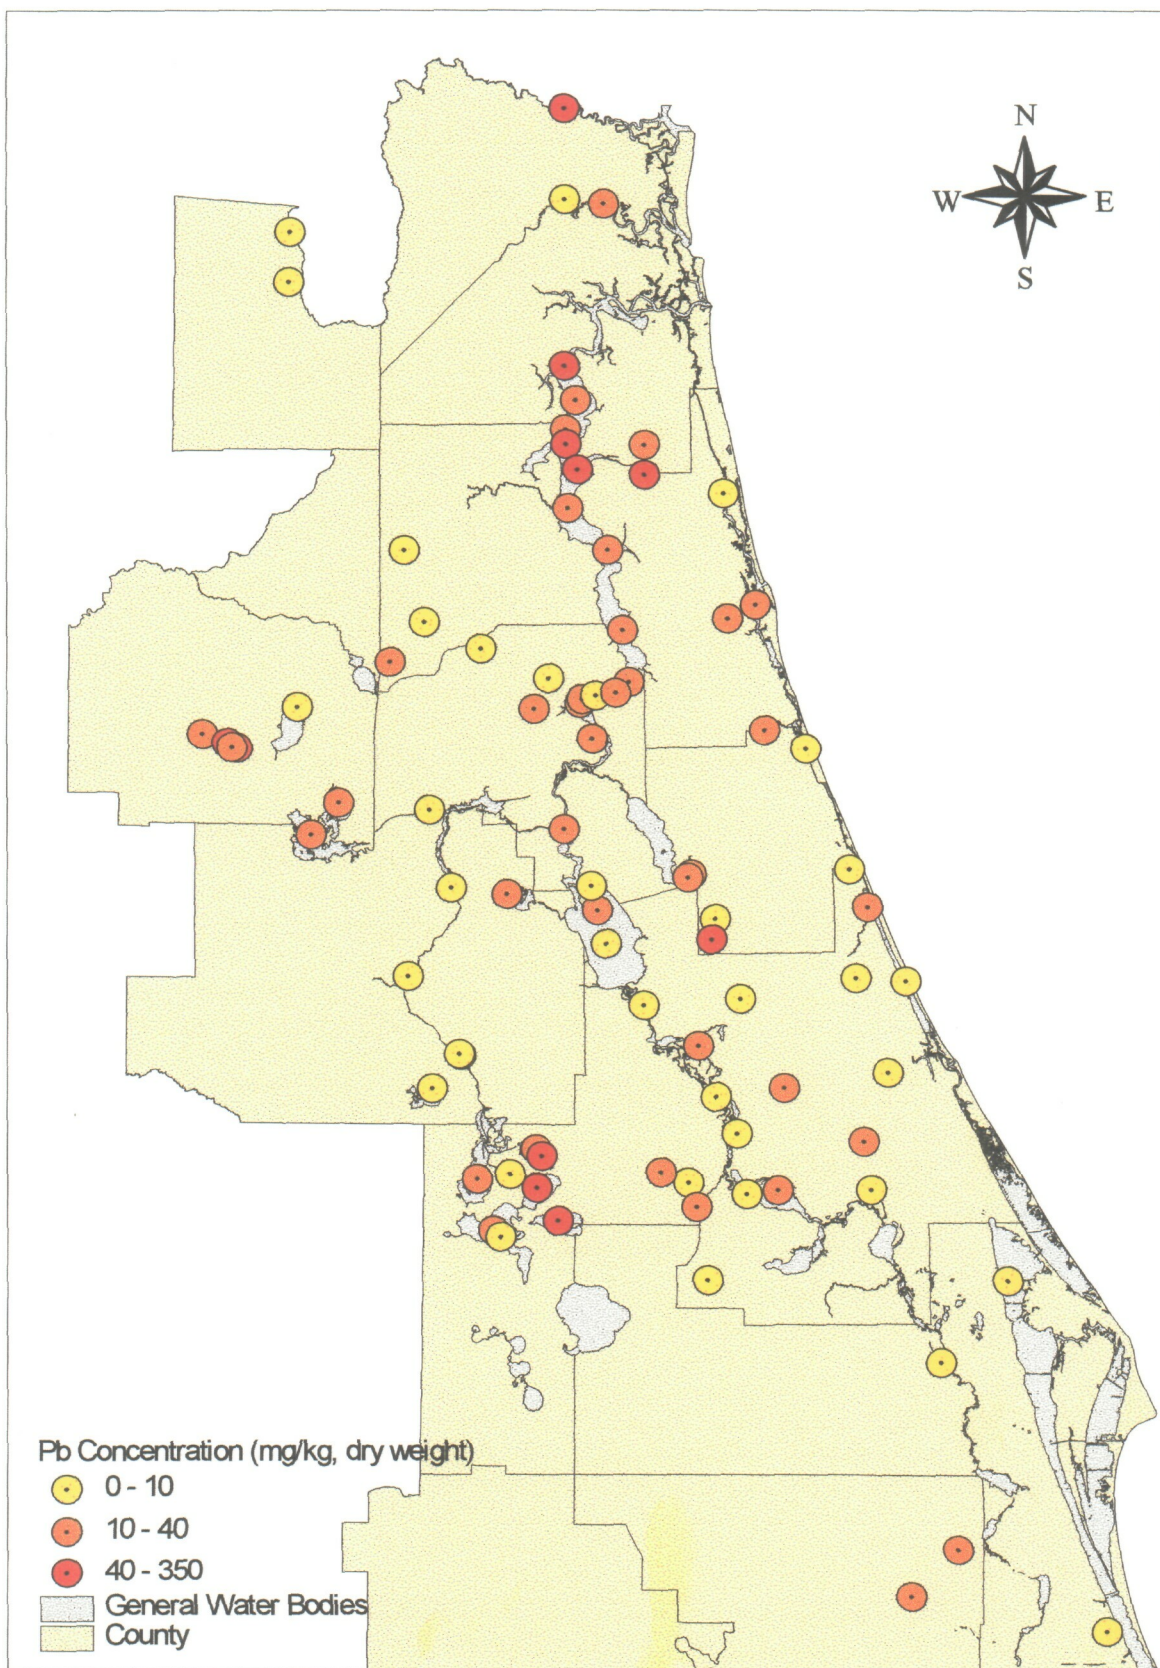 N
W E
S
Pb Concentration (mg/kg, dry weight)
0 - 10
10 - 40
40 - 350
General Water Bodies
County